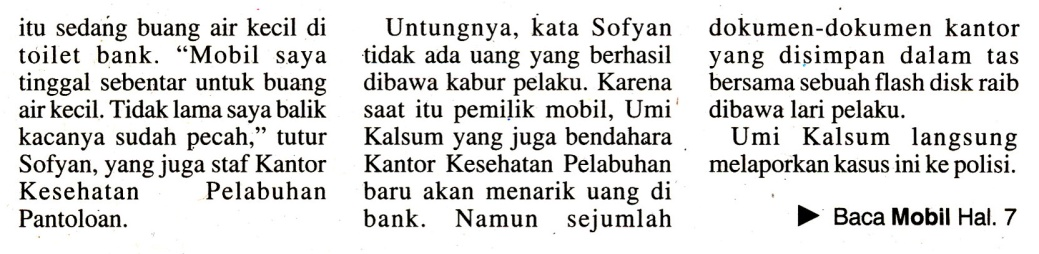 itu sedang buang air kecil di
toilet bank. “Mobil saya
tinggal sebentar untuk buang
air kecil. Tidak lama saya balik
kacanya sudah pecah,” tutur
Sofyan, yang juga staf Kantor
Kesehatan Pelabuhan
Pantoloan.
Untungnya, kata Sofyan
tidak ada uang yang berhasil
dibawa kabur pelaku. Karena
saat itu pemilik mobil, Umi
Kalsum yang juga bendahara
Kantor Kesehatan Pelabuhan
baru akan menarik uang di
bank. Namun sejumlah
dokumen-dokumen kantor
yang disimpan dalam tas
bersama sebuah flash disk raib
dibawa lari pelaku.
Umi Kalsum langsung
melaporkan kasus ini ke polisi.
▶ Baca Mobil Hal. 7